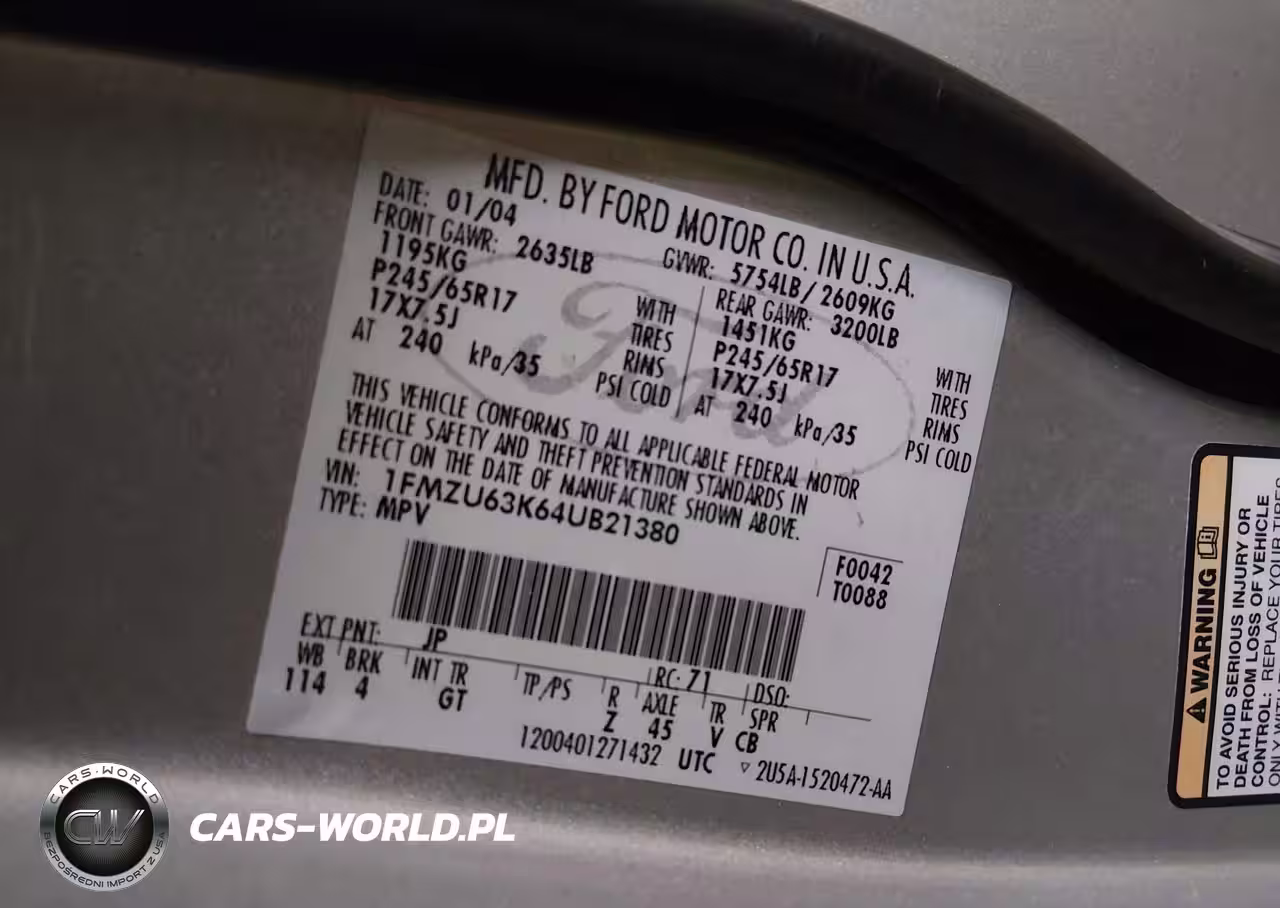 MFD. BY FORD MOTOR CO. IN U.S.A.
DATE: 01/04 GVWR: 5754LB/2609KG
FRONT GAWR: 2635LB REAR GAWR: 3200LB
1195KG WITH 1451KG WITH
P245/65R17 TIRES P245/65R17 TIRES
17X7.5J RIMS 17X7.5J RIMS
AT 240 kPa/35 PSI COLD AT 240 kPa/35 PSI COLD
Ford
THIS VEHICLE CONFORMS TO ALL APPLICABLE FEDERAL MOTOR
VEHICLE SAFETY AND THEFT PREVENTION STANDARDS IN
EFFECT ON THE DATE OF MANUFACTURE SHOWN ABOVE.
VIN: 1FMZU63K64UB21380
TYPE: MPV
F0042
T0088
EXT PNT: JP RC: 71 DSO:
WB BRK INT TR TP/PS R AXLE TR SPR
114 4 GT Z 45 V CB
1200401271432 UTC ▽ 2U5A-1520472-AA
⚠ WARNING
TO AVOID SERIOUS INJURY OR
DEATH FROM LOSS OF VEHICLE
CONTROL: REPLACE YOUR TIRES
CARS-WORLD
CW
BEZPOŚREDNI IMPORT Z USA
CARS-WORLD.PL